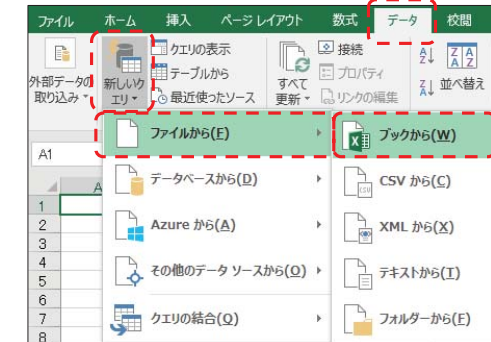 ファイル ホーム 挿入 ページ レイアウト 数式 データ 校閲
外部データの取り込み
新しいクエリ
クエリの表示
テーブルから
最近使ったソース
すべて更新
接続
プロパティ
リンクの編集
並べ替え
A1
A
1
2
3
4
5
6
7
8
ファイルから(F)
データベースから(D)
Azure から(A)
その他のデータ ソースから(O)
クエリの結合(Q)
ブックから(W)
CSV から(C)
XML から(X)
テキストから(T)
フォルダーから(F)